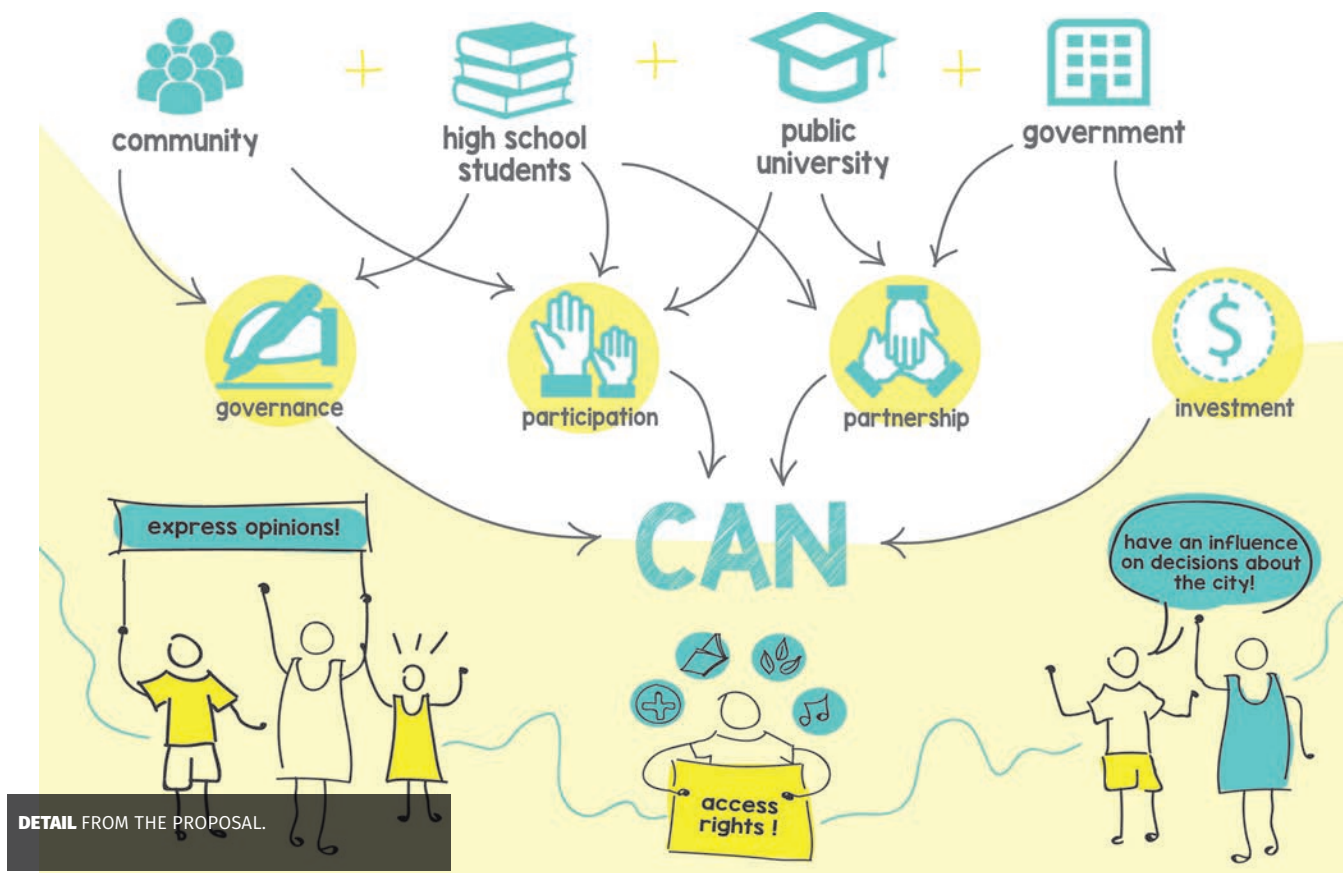 community
high school
students
public
university
government
governance
participation
partnership
investment
$
CAN
express opinions!
have an influence
on decisions about
the city!
access
rights !
DETAIL FROM THE PROPOSAL.